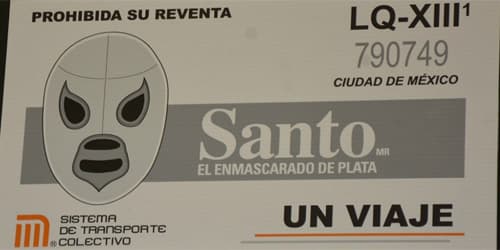 PROHIBIDA SU REVENTA
LQ-XIII¹
790749
CIUDAD DE MÉXICO
Santo MR
EL ENMASCARADO DE PLATA
M®
SISTEMA
DE TRANSPORTE
COLECTIVO
UN VIAJE